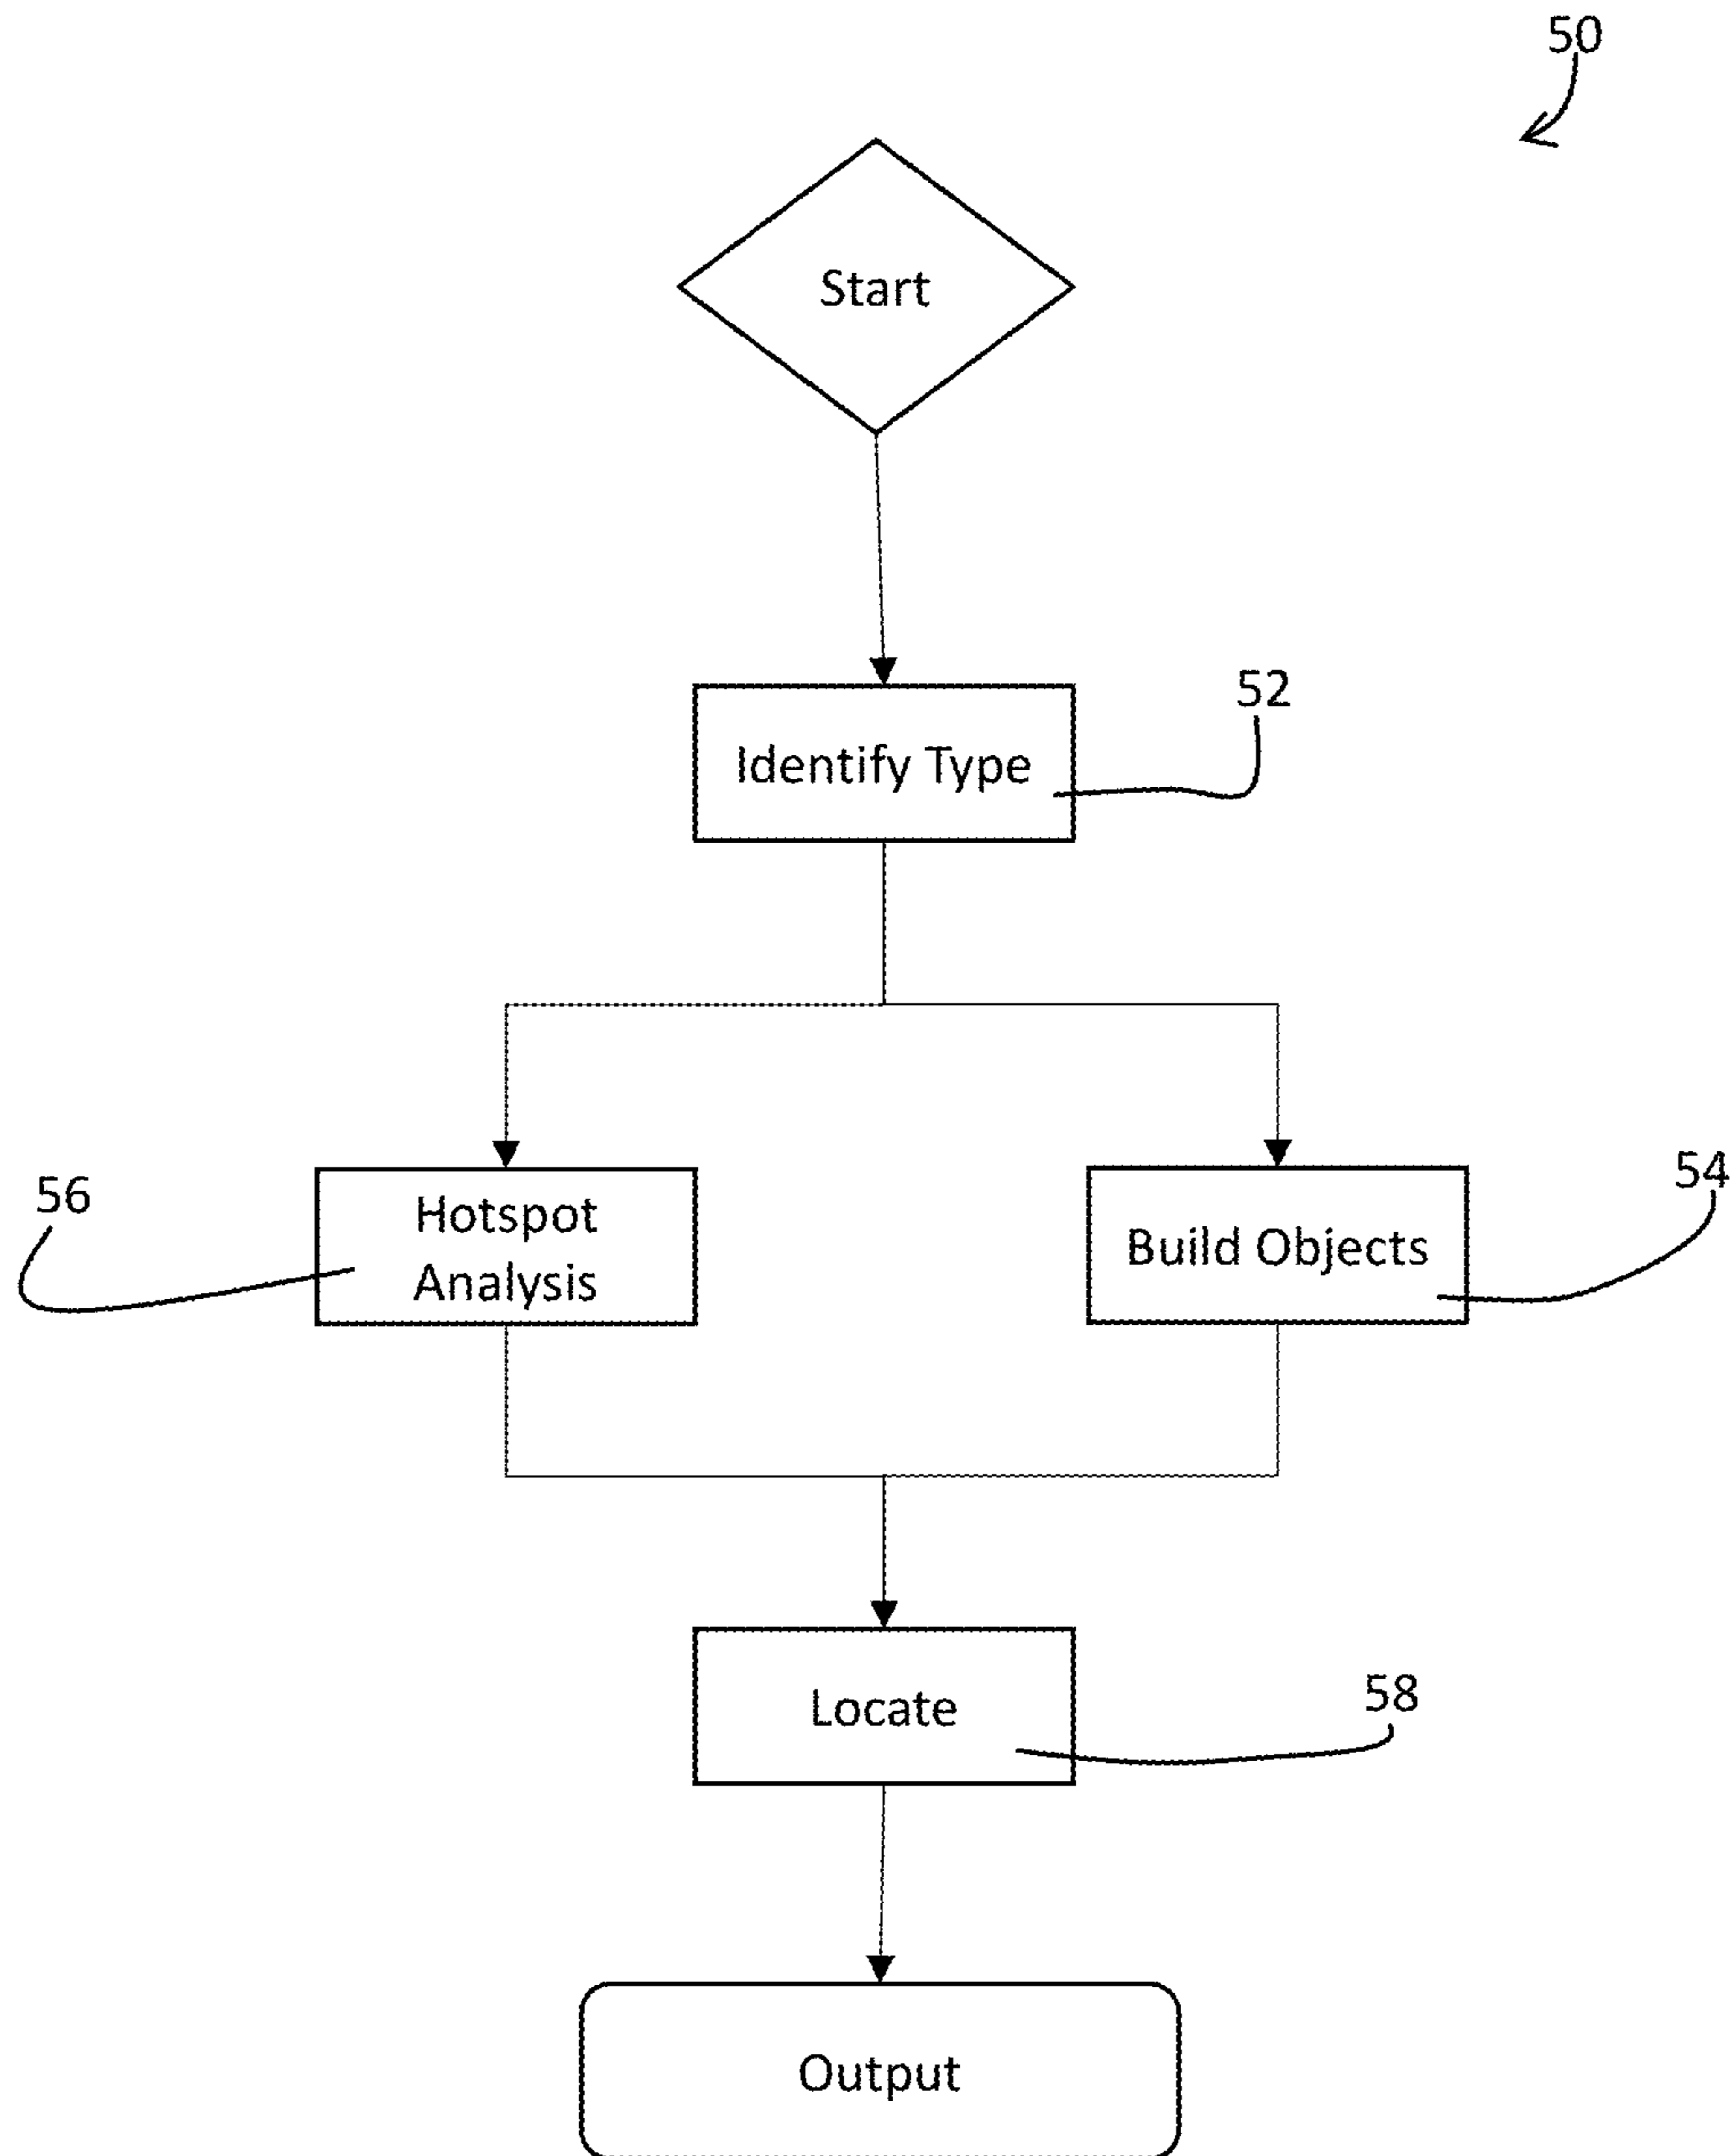 50
Start
52
Identify Type
56
Hotspot
Analysis
54
Build Objects
58
Locate
Output